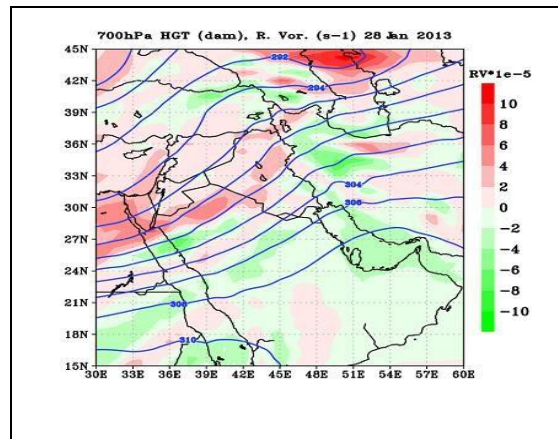 700hPa HGT (dam), R. Vor. (s-1) 28 Jan 2013
45N
42N
39N
36N
33N
30N
27N
24N
21N
18N
15N
30E 33E 36E 39E 42E 45E 48E 51E 54E 57E 60E
292
294
304
306
308
310
RV*1e-5
10
8
6
4
2
0
-2
-4
-6
-8
-10